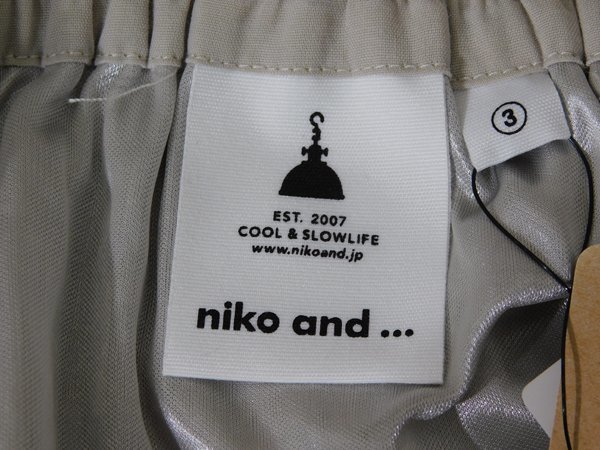 EST. 2007
COOL & SLOWLIFE
www.nikoand.jp
niko and ...
3